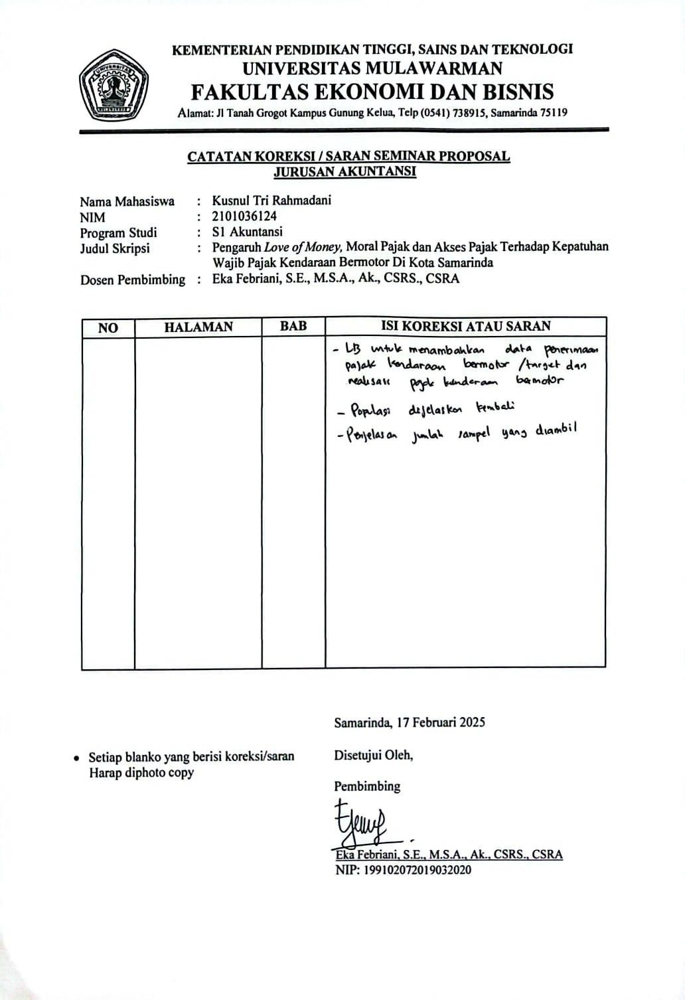 KEMENTERIAN PENDIDIKAN TINGGI, SAINS DAN TEKNOLOGI
UNIVERSITAS MULAWARMAN
FAKULTAS EKONOMI DAN BISNIS
Alamat: Jl Tanah Grogot Kampus Gunung Kelua, Telp (0541) 738915, Samarinda 75119
CATATAN KOREKSI / SARAN SEMINAR PROPOSAL
JURUSAN AKUNTANSI
Nama Mahasiswa : Kusnul Tri Rahmadani
NIM : 2101036124
Program Studi : S1 Akuntansi
Judul Skripsi : Pengaruh Love of Money, Moral Pajak dan Akses Pajak Terhadap Kepatuhan
Wajib Pajak Kendaraan Bermotor Di Kota Samarinda
Dosen Pembimbing : Eka Febriani, S.E., M.S.A., Ak., CSRS., CSRA
NO HALAMAN BAB ISI KOREKSI ATAU SARAN
- LB untuk menambahkan data penerimaan
pajak kendaraan bermotor / target dan
realisasi pajak kendaraan bermotor
- Populasi dijelaskan kembali
- Penjelasan jumlah sampel yang diambil
Samarinda, 17 Februari 2025
• Setiap blanko yang berisi koreksi/saran
Harap diphoto copy
Disetujui Oleh,
Pembimbing
Eka Febriani, S.E., M.S.A., Ak., CSRS., CSRA
NIP: 199102072019032020